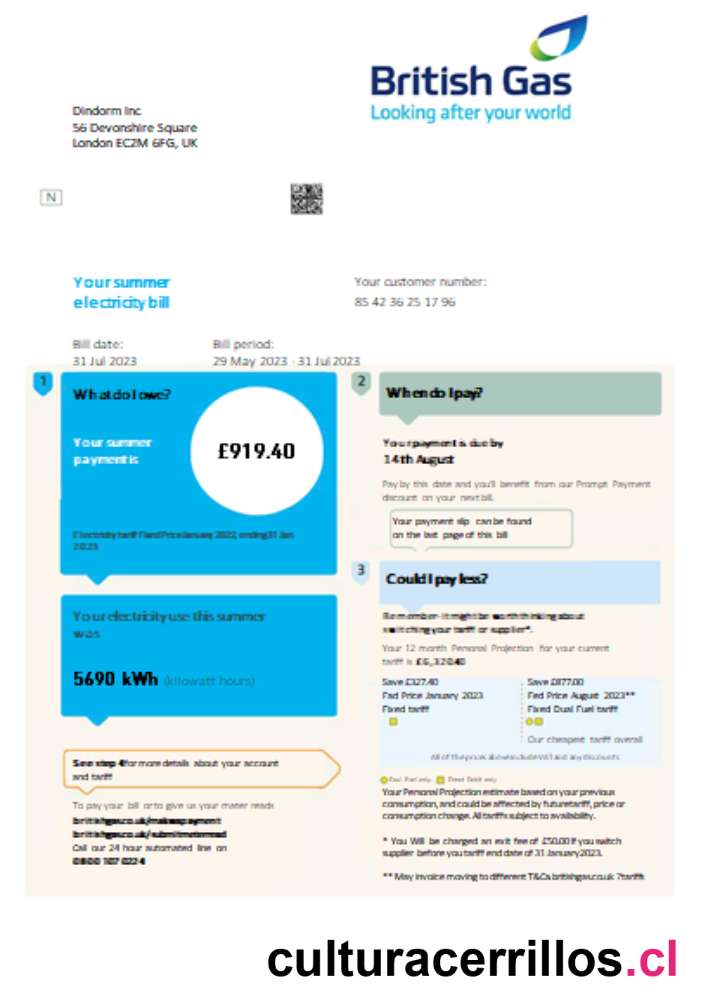 British Gas
Looking after your world
Dindorm Inc
56 Devonshire Square
London EC2M 6FG, UK
N
Your summer
electricity bill
Your customer number:
85 42 36 25 17 96
Bill date:
31 Jul 2023
Bill period:
29 May 2023 - 31 Jul 2023
1
What do I owe?
Your summer
payment is
£919.40
Electricity tariff Fixed Price January 2022, ending 31 Jan
2023
Your electricity use this summer
was
5690 kWh (kilowatt hours)
See step 4 for more details about your account
and tariff
To pay your bill or to give us your meter reads
britishgas.co.uk/makepayment
britishgas.co.uk/submitmeterread
Call our 24 hour automated line on
0800 107 0224
2
When do I pay?
Your payment is due by
14th August
Pay by this date and you'll benefit from our Prompt Payment
discount on your next bill.
Your payment slip can be found
on the last page of this bill
3
Could I pay less?
Remember - it might be worth thinking about
switching your tariff or supplier*.
Your 12 month Personal Projection for your current
tariff is
Save £327.40
Fxd Price January 2023
Fixed tariff
Save £877.00
Fxed Price August 2023**
Fixed Dual Fuel tariff
Our cheapest tariff overall
All of the prices above include VAT and any discounts
Dual Fuel only Direct Debit only
Your Personal Projection estimate based on your previous
consumption, and could be affected by future tariff, price or
consumption change. All tariffs subject to availability.
* You Will be charged an exit fee of £50.00 if you switch
supplier before you tariff end date of 31 January 2023.
** May invoice moving to different T&Cs britishgas.co.uk ?tariffs
culturacerrillos.cl